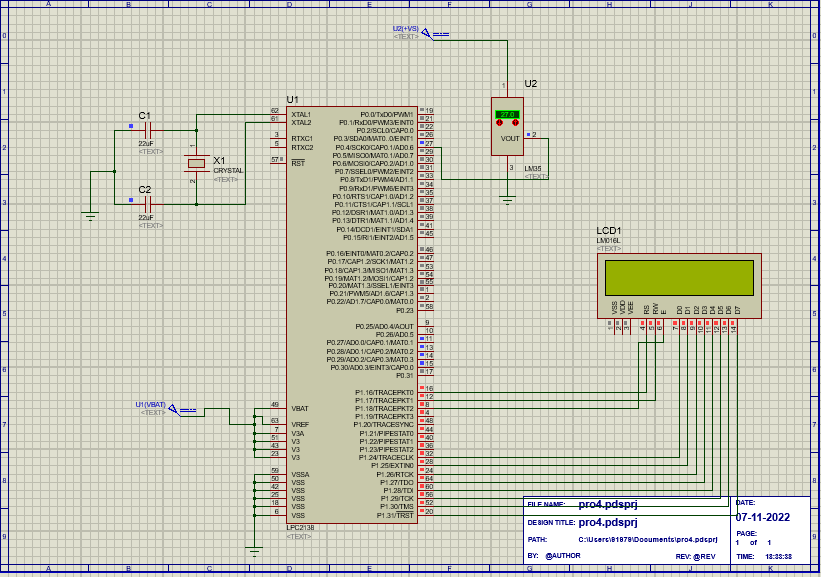 A B C D E F G H J K
U2(+VS)
<TEXT>
U2
1
27.0
VOUT
2
3
LM35
<TEXT>
C1
22uF
<TEXT>
X1
CRYSTAL
<TEXT>
1
2
C2
22uF
<TEXT>
U1
62 XTAL1
61 XTAL2
3 RTXC1
5 RTXC2
57 RST
49 VBAT
63 VREF
7 V3A
51 V3
43 V3
23 V3
59 VSSA
50 VSS
42 VSS
25 VSS
18 VSS
6 VSS
P0.0/TxD0/PWM1 19
P0.1/RxD0/PWM3/EINT0 21
P0.2/SCL0/CAP0.0 22
P0.3/SDA0/MAT0.0/EINT1 26
P0.4/SCK0/CAP0.1/AD0.6 27
P0.5/MISO0/MAT0.1/AD0.7 29
P0.6/MOSI0/CAP0.2/AD1.0 30
P0.7/SSEL0/PWM2/EINT2 31
P0.8/TxD1/PWM4/AD1.1 33
P0.9/RxD1/PWM6/EINT3 34
P0.10/RTS1/CAP1.0/AD1.2 35
P0.11/CTS1/CAP1.1/SCL1 37
P0.12/DSR1/MAT1.0/AD1.3 38
P0.13/DTR1/MAT1.1/AD1.4 39
P0.14/DCD1/EINT1/SDA1 41
P0.15/RI1/EINT2/AD1.5 45
P0.16/EINT0/MAT0.2/CAP0.2 46
P0.17/CAP1.2/SCK1/MAT1.2 47
P0.18/CAP1.3/MISO1/MAT1.3 53
P0.19/MAT1.2/MOSI1/CAP1.2 54
P0.20/MAT1.3/SSEL1/EINT3 55
P0.21/PWM5/AD1.6/CAP1.3 1
P0.22/AD1.7/CAP0.0/MAT0.0 2
P0.23 58
P0.25/AD0.4/AOUT 9
P0.26/AD0.5 10
P0.27/AD0.0/CAP0.1/MAT0.1 11
P0.28/AD0.1/CAP0.2/MAT0.2 13
P0.29/AD0.2/CAP0.3/MAT0.3 14
P0.30/AD0.3/EINT3/CAP0.0 15
P0.31 17
P1.16/TRACEPKT0 16
P1.17/TRACEPKT1 12
P1.18/TRACEPKT2 8
P1.19/TRACEPKT3 4
P1.20/TRACESYNC 48
P1.21/PIPESTAT0 44
P1.22/PIPESTAT1 40
P1.23/PIPESTAT2 36
P1.24/TRACECLK 32
P1.25/EXTIN0 28
P1.26/RTCK 24
P1.27/TDO 64
P1.28/TDI 60
P1.29/TCK 56
P1.30/TMS 52
P1.31/TRST 20
LPC2138
<TEXT>
U1(VBAT)
<TEXT>
LCD1
LM016L
<TEXT>
VSS VDD VEE RS RW E D0 D1 D2 D3 D4 D5 D6 D7
1 2 3 4 5 6 7 8 9 10 11 12 13 14
FILE NAME: pro4.pdsprj
DESIGN TITLE: pro4.pdsprj
PATH: C:\Users\91979\Documents\pro4.pdsprj
BY: @AUTHOR REV: @REV
DATE:
07-11-2022
PAGE:
1 of 1
TIME: 18:38:38
A B C D E F G H J K